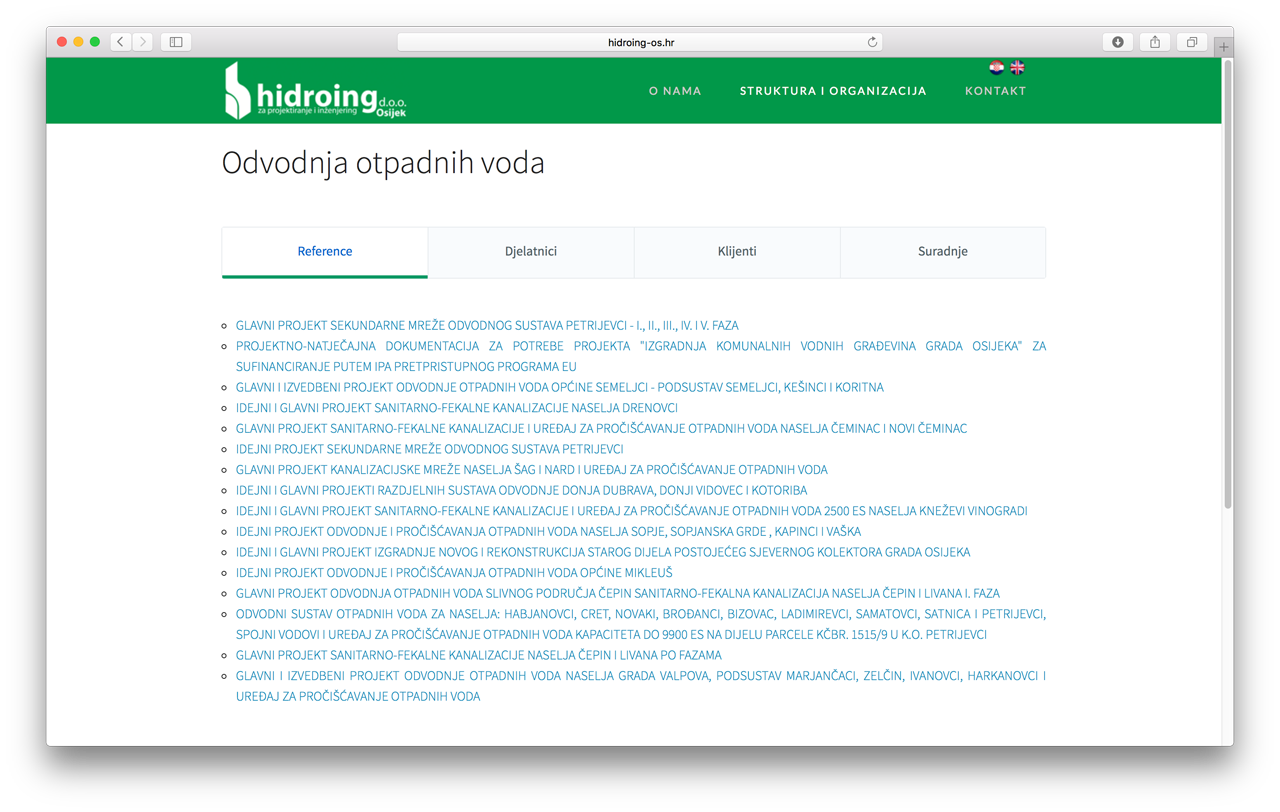 hidroing-os.hr
hidroing d.o.o.
za projektiranje i inženjering Osijek
O NAMA
STRUKTURA I ORGANIZACIJA
KONTAKT
Odvodnja otpadnih voda
Reference
Djelatnici
Klijenti
Suradnje
GLAVNI PROJEKT SEKUNDARNE MREŽE ODVODNOG SUSTAVA PETRIJEVCI - I., II., III., IV. I V. FAZA
PROJEKTNO-NATJEČAJNA DOKUMENTACIJA ZA POTREBE PROJEKTA "IZGRADNJA KOMUNALNIH VODNIH GRAĐEVINA GRADA OSIJEKA" ZA
SUFINANCIRANJE PUTEM IPA PRETPRISTUPNOG PROGRAMA EU
GLAVNI I IZVEDBENI PROJEKT ODVODNJE OTPADNIH VODA OPĆINE SEMELJCI - PODSUSTAV SEMELJCI, KEŠINCI I KORITNA
IDEJNI I GLAVNI PROJEKT SANITARNO-FEKALNE KANALIZACIJE NASELJA DRENOVCI
GLAVNI PROJEKT SANITARNO-FEKALNE KANALIZACIJE I UREĐAJ ZA PROČIŠĆAVANJE OTPADNIH VODA NASELJA ČEMINAC I NOVI ČEMINAC
IDEJNI PROJEKT SEKUNDARNE MREŽE ODVODNOG SUSTAVA PETRIJEVCI
GLAVNI PROJEKT KANALIZACIJSKE MREŽE NASELJA ŠAG I NARD I UREĐAJ ZA PROČIŠĆAVANJE OTPADNIH VODA
IDEJNI I GLAVNI PROJEKTI RAZDJELNIH SUSTAVA ODVODNJE DONJA DUBRAVA, DONJI VIDOVEC I KOTORIBA
IDEJNI I GLAVNI PROJEKT SANITARNO-FEKALNE KANALIZACIJE I UREĐAJ ZA PROČIŠĆAVANJE OTPADNIH VODA 2500 ES NASELJA KNEŽEVI VINOGRADI
IDEJNI PROJEKT ODVODNJE I PROČIŠĆAVANJA OTPADNIH VODA NASELJA SOPJE, SOPJANSKA GRDE , KAPINCI I VAŠKA
IDEJNI I GLAVNI PROJEKT IZGRADNJE NOVOG I REKONSTRUKCIJA STAROG DIJELA POSTOJEĆEG SJEVERNOG KOLEKTORA GRADA OSIJEKA
IDEJNI PROJEKT ODVODNJE I PROČIŠĆAVANJA OTPADNIH VODA OPĆINE MIKLEUŠ
GLAVNI PROJEKT ODVODNJA OTPADNIH VODA SLIVNOG PODRUČJA ČEPIN SANITARNO-FEKALNA KANALIZACIJA NASELJA ČEPIN I LIVANA I. FAZA
ODVODNI SUSTAV OTPADNIH VODA ZA NASELJA: HABJANOVCI, CRET, NOVAKI, BROĐANCI, BIZOVAC, LADIMIREVCI, SAMATOVCI, SATNICA I PETRIJEVCI,
SPOJNI VODOVI I UREĐAJ ZA PROČIŠĆAVANJE OTPADNIH VODA KAPACITETA DO 9900 ES NA DIJELU PARCELE KČBR. 1515/9 U K.O. PETRIJEVCI
GLAVNI PROJEKT SANITARNO-FEKALNE KANALIZACIJE NASELJA ČEPIN I LIVANA PO FAZAMA
GLAVNI I IZVEDBENI PROJEKT ODVODNJE OTPADNIH VODA NASELJA GRADA VALPOVA, PODSUSTAV MARJANČACI, ZELČIN, IVANOVCI, HARKANOVCI I
UREĐAJ ZA PROČIŠĆAVANJE OTPADNIH VODA